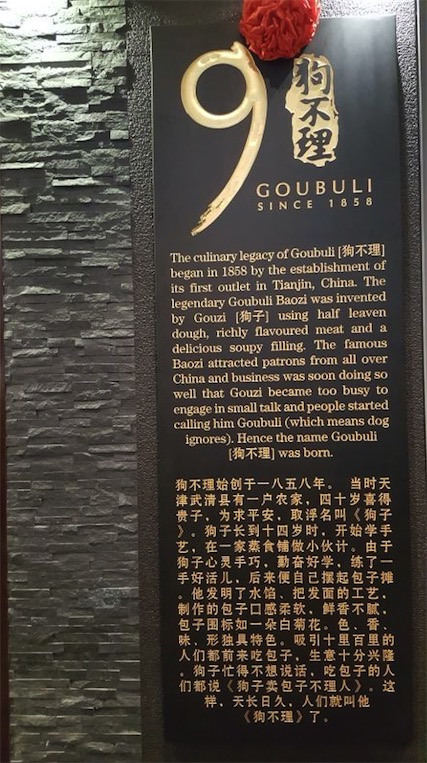 9
狗不理
GOUBULI
SINCE 1858
The culinary legacy of Goubuli [狗不理]
began in 1858 by the establishment of
its first outlet in Tianjin, China. The
legendary Goubuli Baozi was invented
by Gouzi [狗子] using half leaven
dough, richly flavoured meat and a
delicious soupy filling. The famous
Baozi attracted patrons from all over
China and business was soon doing so
well that Gouzi became too busy to
engage in small talk and people started
calling him Goubuli (which means dog
ignores). Hence the name Goubuli
[狗不理] was born.
狗不理始创于一八五八年。 当时天
津武清县有一户农家，四十岁喜得
贵子，为求平安，取浮名叫《狗子
》。狗子长到十四岁时，开始学手
艺，在一家蒸食铺做小伙计。由于
狗子心灵手巧，勤奋好学，练了一
手好活儿，后来便自己摆起包子摊
。他发明了水馅、把发面的工艺，
制作的包子口感柔软，鲜香不腻，
包子围标如一朵白菊花。色、香、
味、形独具特色。吸引十里百里的
人们都前来吃包子，生意十分兴隆
。狗子忙得不想说话，吃包子的人
们都说《狗子卖包子不理人》。这
样，天长日久，人们就叫他
《狗不理》了。